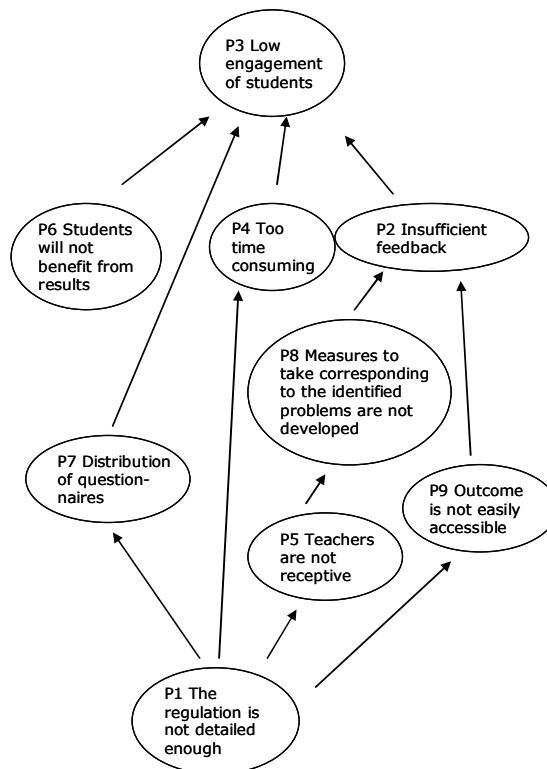 P3 Low
engagement
of students
P6 Students
will not
benefit from
results
P4 Too
time
consuming
P2 Insufficient
feedback
P8 Measures to
take corresponding
to the identified
problems are not
developed
P7 Distribution
of question-
naires
P9 Outcome
is not easily
accessible
P5 Teachers
are not
receptive
P1 The
regulation is
not detailed
enough